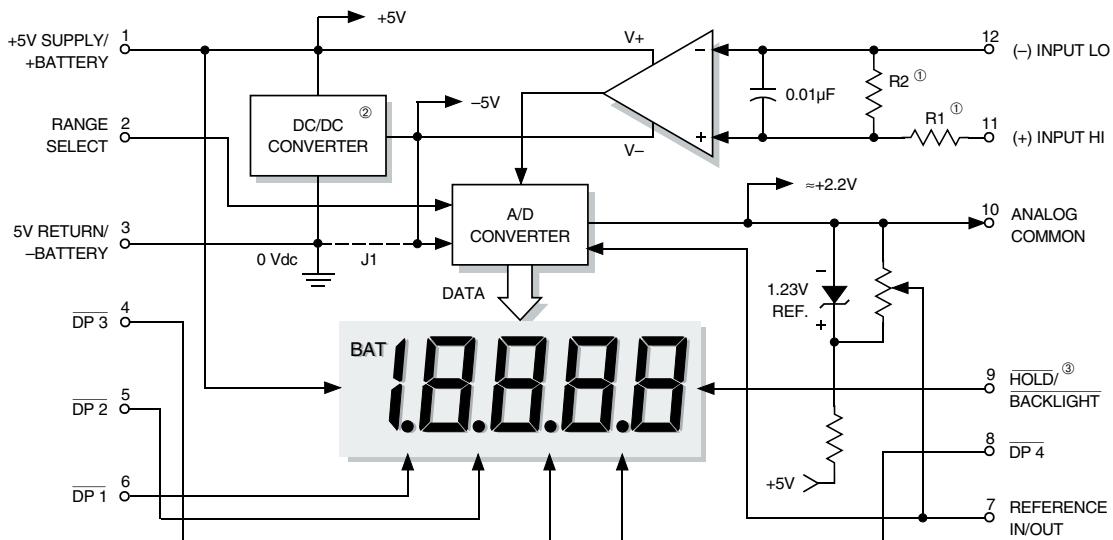 +5V
+5V SUPPLY/
+BATTERY
1
V+
–
12
(–) INPUT LO
0.01µF
R2 ①
–5V
②
DC/DC
CONVERTER
RANGE
SELECT
2
R1 ①
+
11
(+) INPUT HI
V–
≈+2.2V
A/D
CONVERTER
10
ANALOG
COMMON
5V RETURN/
–BATTERY
3
0 Vdc
J1
DATA
–
1.23V
REF.
+
DP 3
4
BAT
1.8.8.8.8
9
HOLD/ ③
BACKLIGHT
DP 2
5
8
DP 4
DP 1
6
+5V
7
REFERENCE
IN/OUT